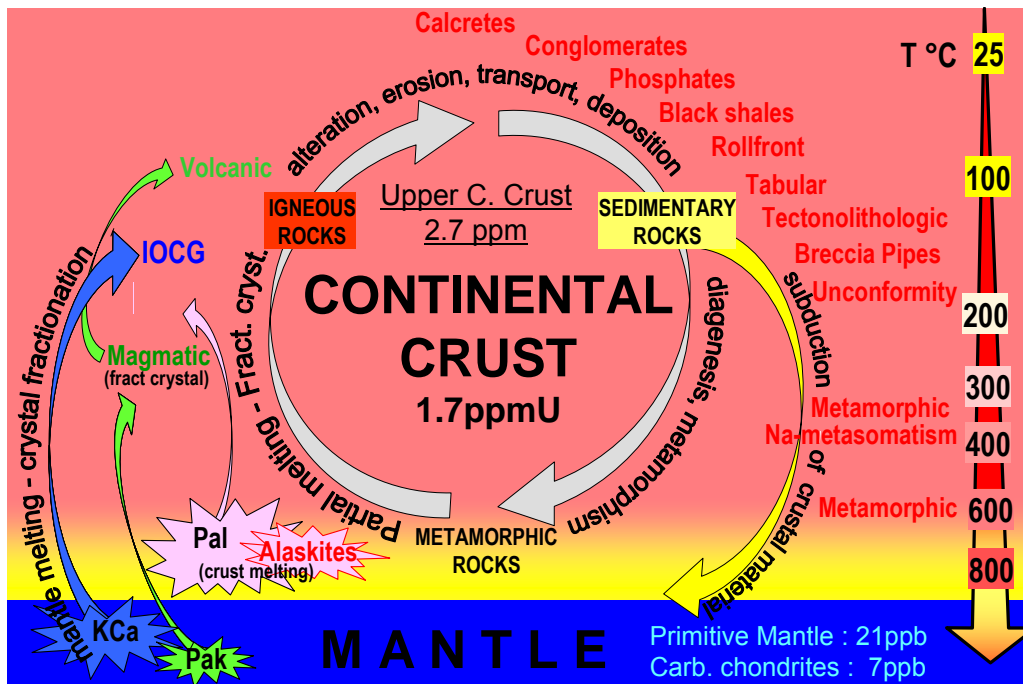 Calcretes
Conglomerates
Phosphates
Black shales
Rollfront
Tabular
Tectonolithologic
Breccia Pipes
Unconformity
Metamorphic
Na-metasomatism
Metamorphic
T °C
25
100
200
300
400
600
800
alteration, erosion, transport, deposition
Volcanic
IOCG
Magmatic
(fract crystal)
mantle melting - crystal fractionation
IGNEOUS
ROCKS
Upper C. Crust
2.7 ppm
SEDIMENTARY
ROCKS
CONTINENTAL
CRUST
1.7ppmU
Partial melting - Fract. cryst.
diagenesis, metamorphism
subduction of crustal material
METAMORPHIC
ROCKS
Pal
(crust melting)
Alaskites
KCa
Pak
MANTLE
Primitive Mantle : 21ppb
Carb. chondrites : 7ppb